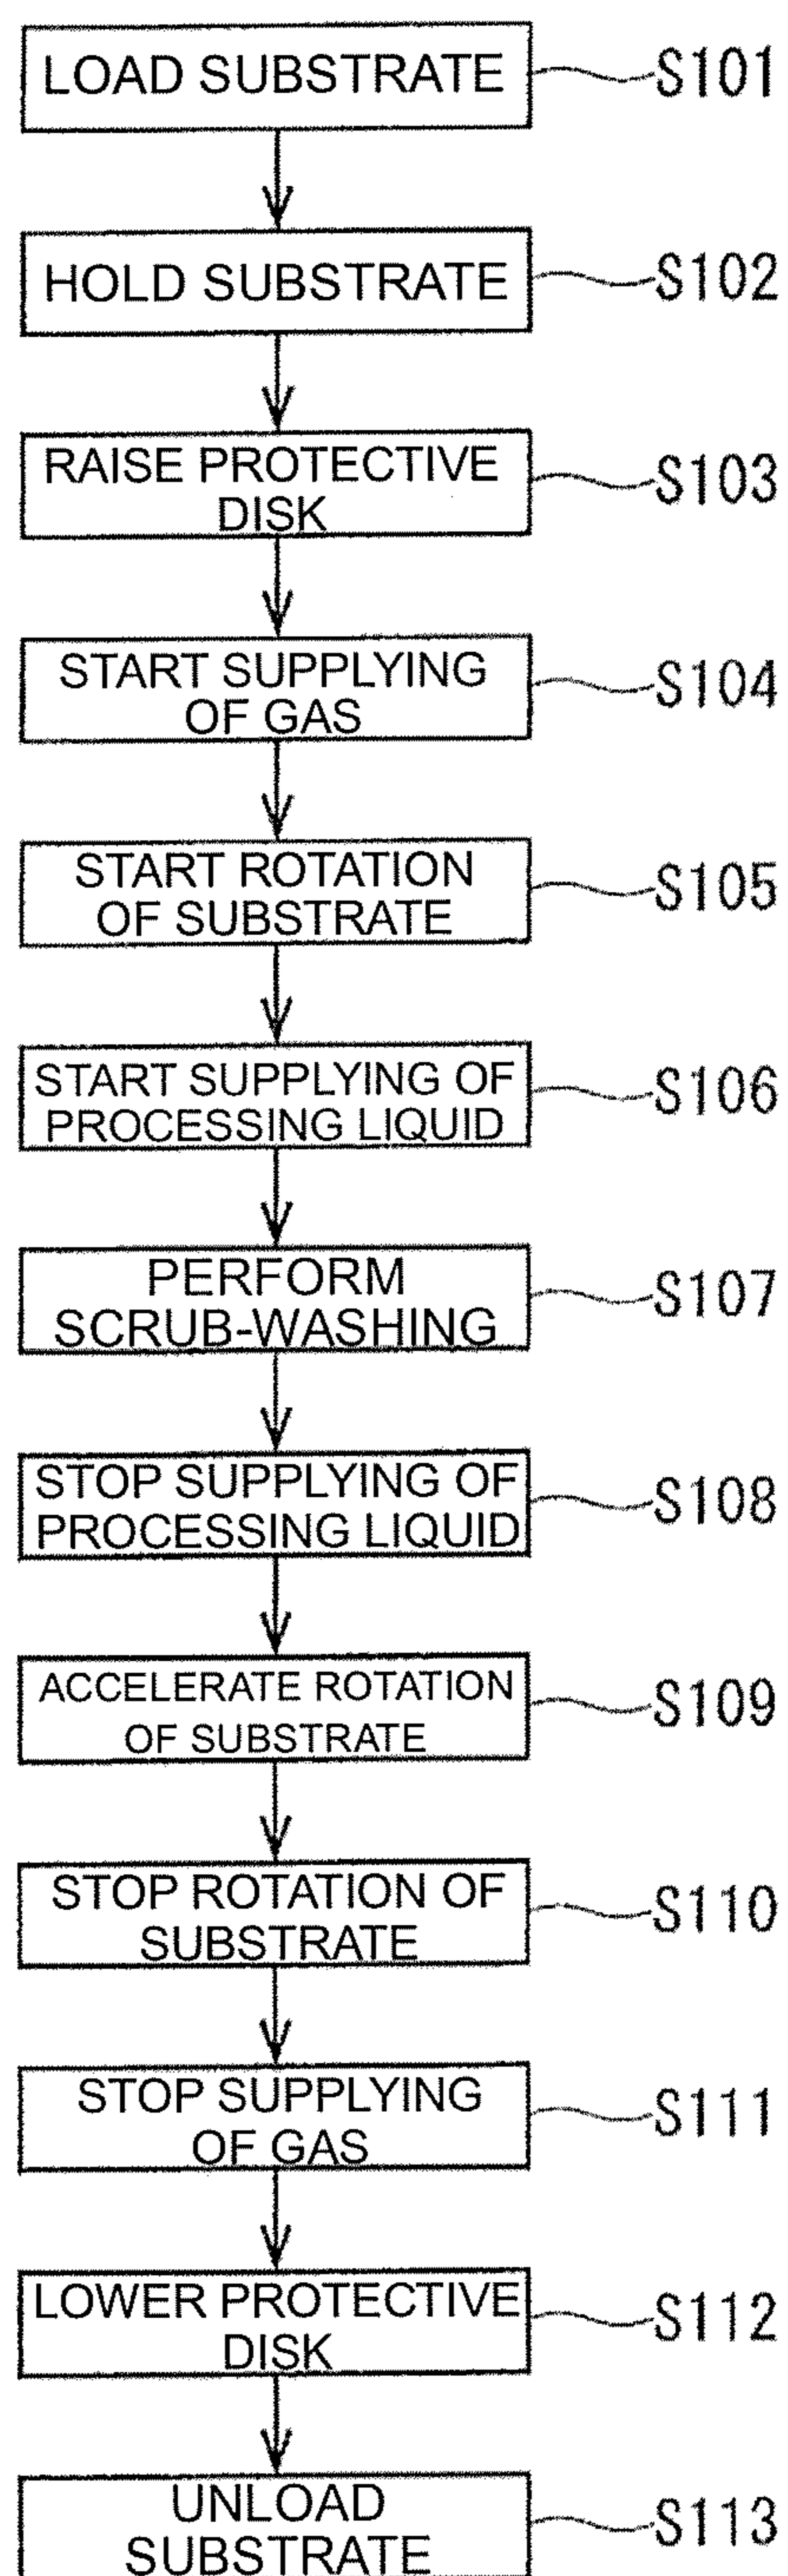 LOAD SUBSTRATE
S101
HOLD SUBSTRATE
S102
RAISE PROTECTIVE
DISK
S103
START SUPPLYING
OF GAS
S104
START ROTATION
OF SUBSTRATE
S105
START SUPPLYING OF
PROCESSING LIQUID
S106
PERFORM
SCRUB-WASHING
S107
STOP SUPPLYING OF
PROCESSING LIQUID
S108
ACCELERATE ROTATION
OF SUBSTRATE
S109
STOP ROTATION OF
SUBSTRATE
S110
STOP SUPPLYING
OF GAS
S111
LOWER PROTECTIVE
DISK
S112
UNLOAD
SUBSTRATE
S113